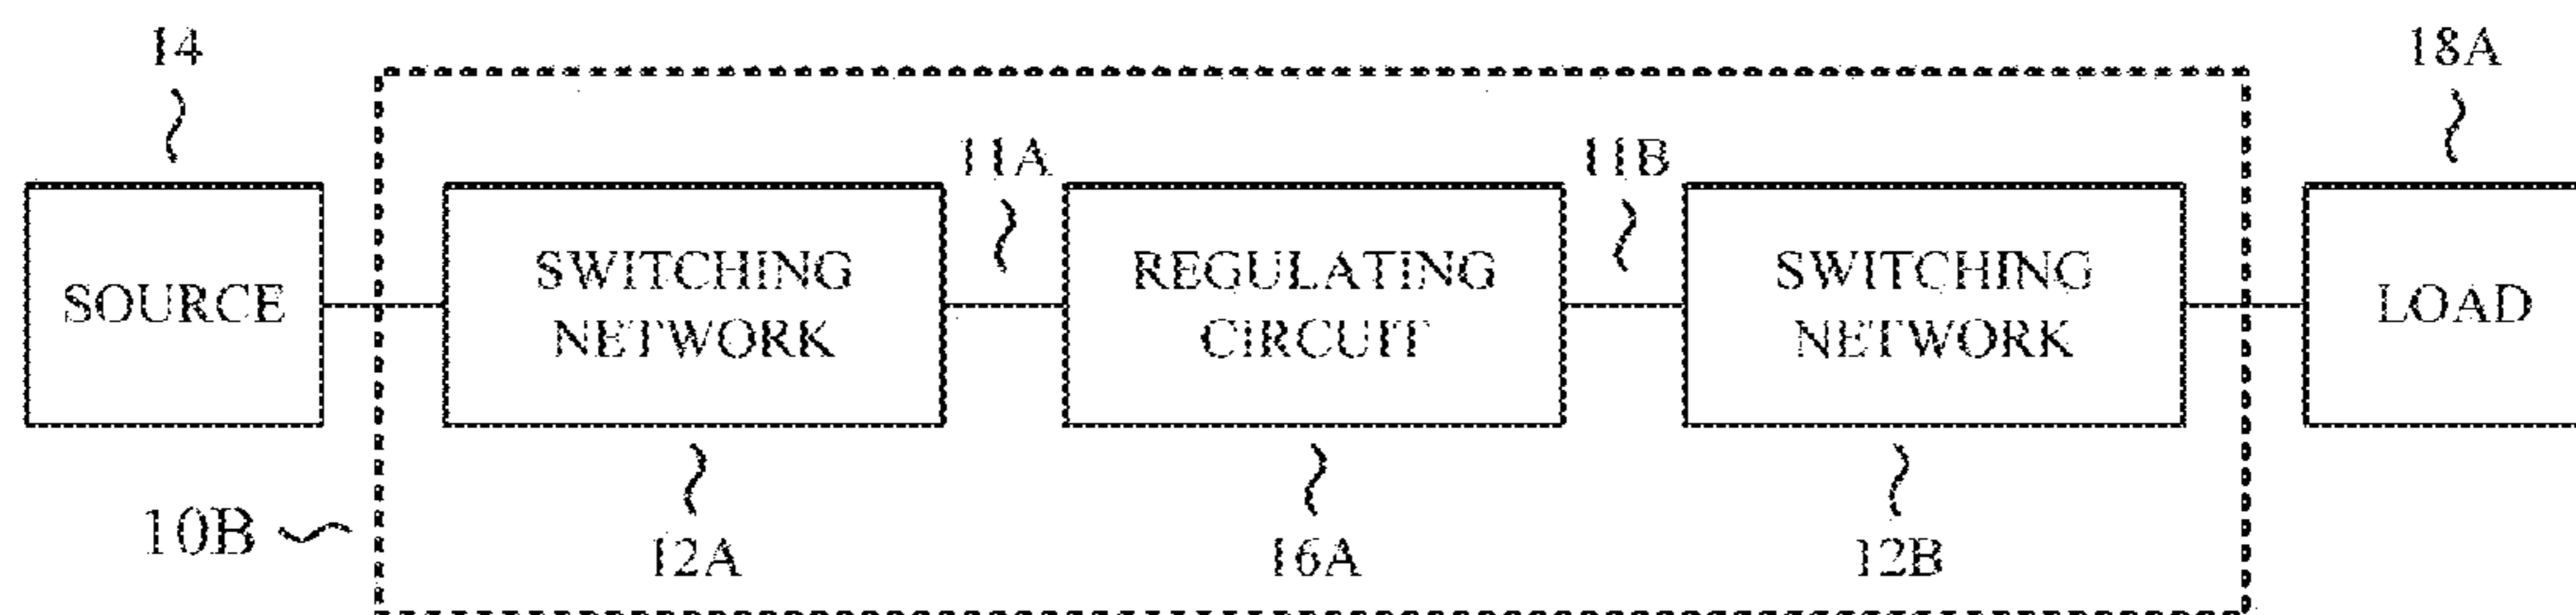 14
18A
11A
11B
SOURCE
SWITCHING
NETWORK
REGULATING
CIRCUIT
SWITCHING
NETWORK
LOAD
10B
12A
16A
12B